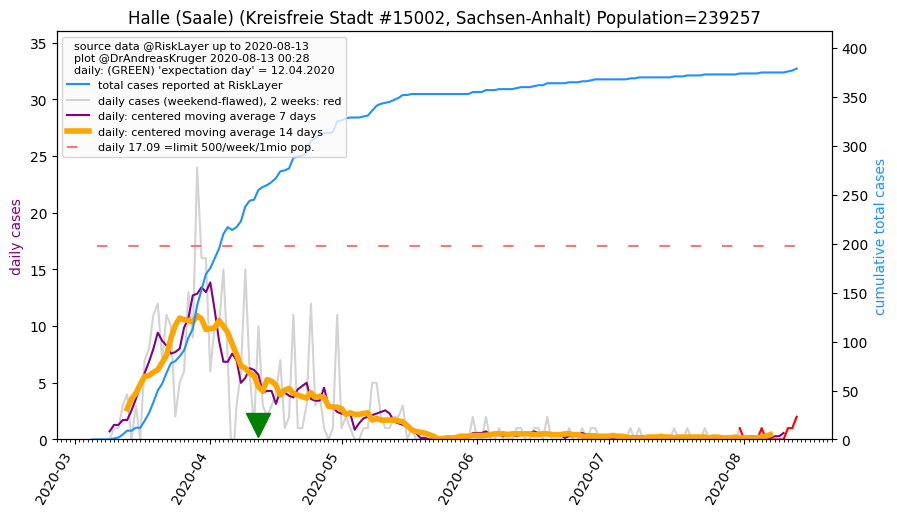 Halle (Saale) (Kreisfreie Stadt #15002, Sachsen-Anhalt) Population=239257
source data @RiskLayer up to 2020-08-13
plot @DrAndreasKruger 2020-08-13 00:28
daily: (GREEN) 'expectation day' = 12.04.2020
total cases reported at RiskLayer
daily cases (weekend-flawed), 2 weeks: red
daily: centered moving average 7 days
daily: centered moving average 14 days
daily 17.09 =limit 500/week/1mio pop.
daily cases
35
30
25
20
15
10
5
0
cumulative total cases
400
350
300
250
200
150
100
50
0
2020-03
2020-04
2020-05
2020-06
2020-07
2020-08